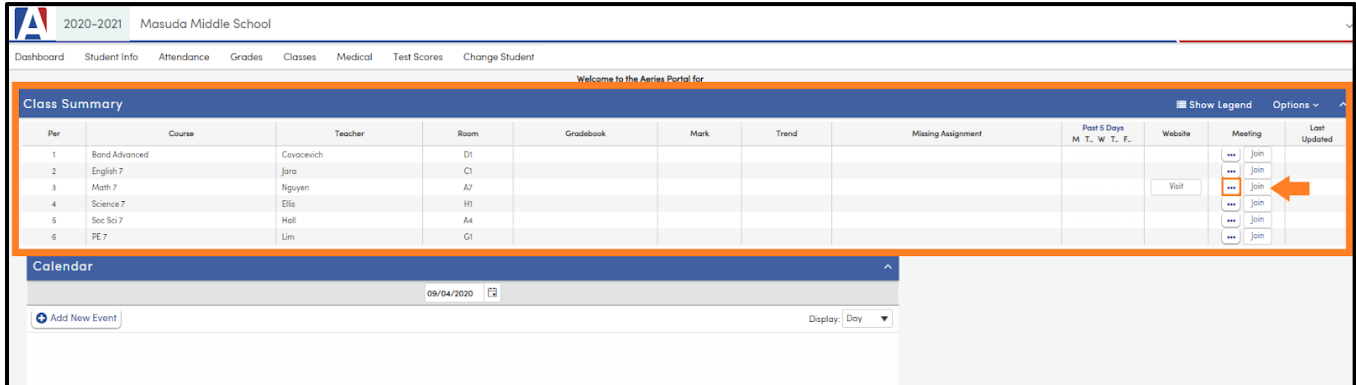 2020-2021 Masuda Middle School
Dashboard Student Info Attendance Grades Classes Medical Test Scores Change Student
Welcome to the Aeries Portal for
Class Summary Show Legend Options
Per Course Teacher Room Gradebook Mark Trend Missing Assignment Past 5 Days Website Meeting Last
M T.. W T.. F.. Updated
1 Band Advanced Covacevich D1 ... Join
2 English 7 Jara C1 ... Join
3 Math 7 Nguyen A7 Visit ... Join
4 Science 7 Ellis H1 ... Join
5 Soc Sci 7 Hall A4 ... Join
6 PE 7 Lim G1 ... Join
Calendar
09/04/2020
Add New Event Display: Day